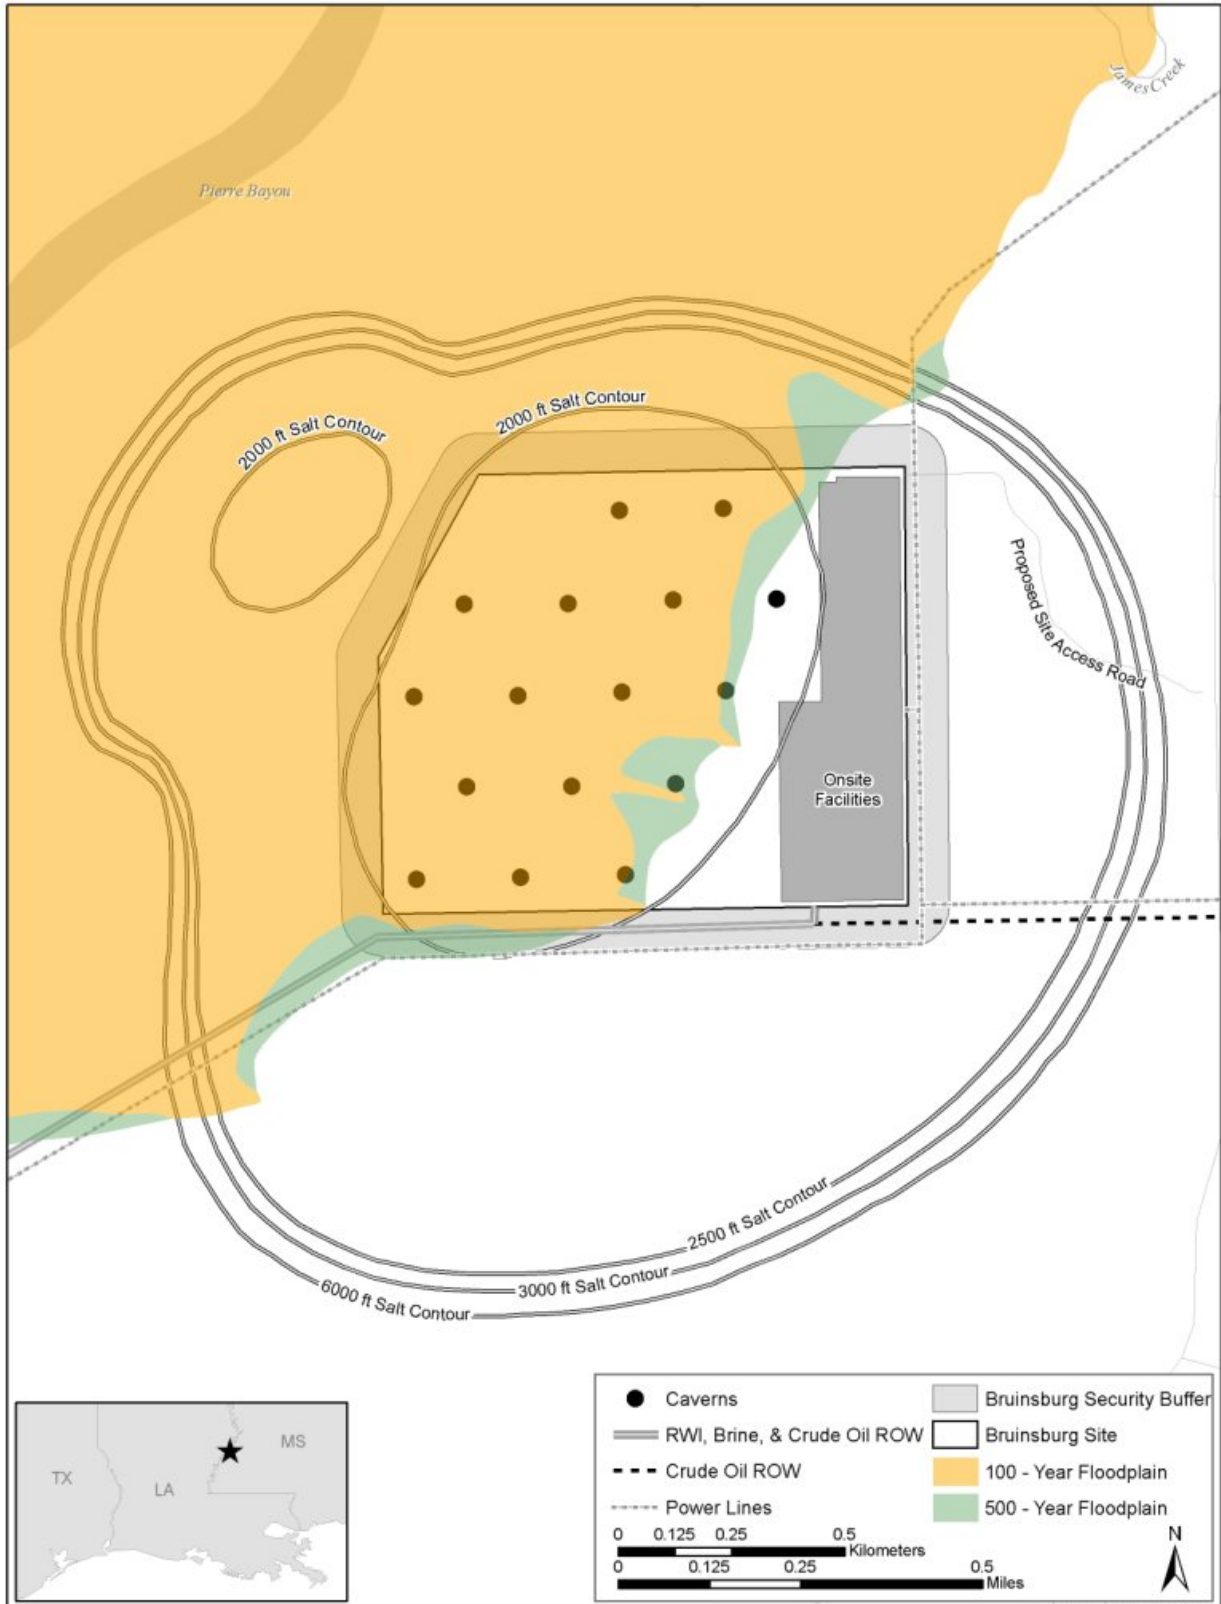 James Creek
Pierre Bayou
2000 ft Salt Contour
2000 ft Salt Contour
Proposed Site Access Road
Onsite
Facilities
2500 ft Salt Contour
3000 ft Salt Contour
6000 ft Salt Contour
TX
LA
MS
Caverns
RWI, Brine, & Crude Oil ROW
Crude Oil ROW
Power Lines
Bruinsburg Security Buffer
Bruinsburg Site
100 - Year Floodplain
500 - Year Floodplain
0 0.125 0.25 0.5
Kilometers
0 0.125 0.25 0.5
Miles
N